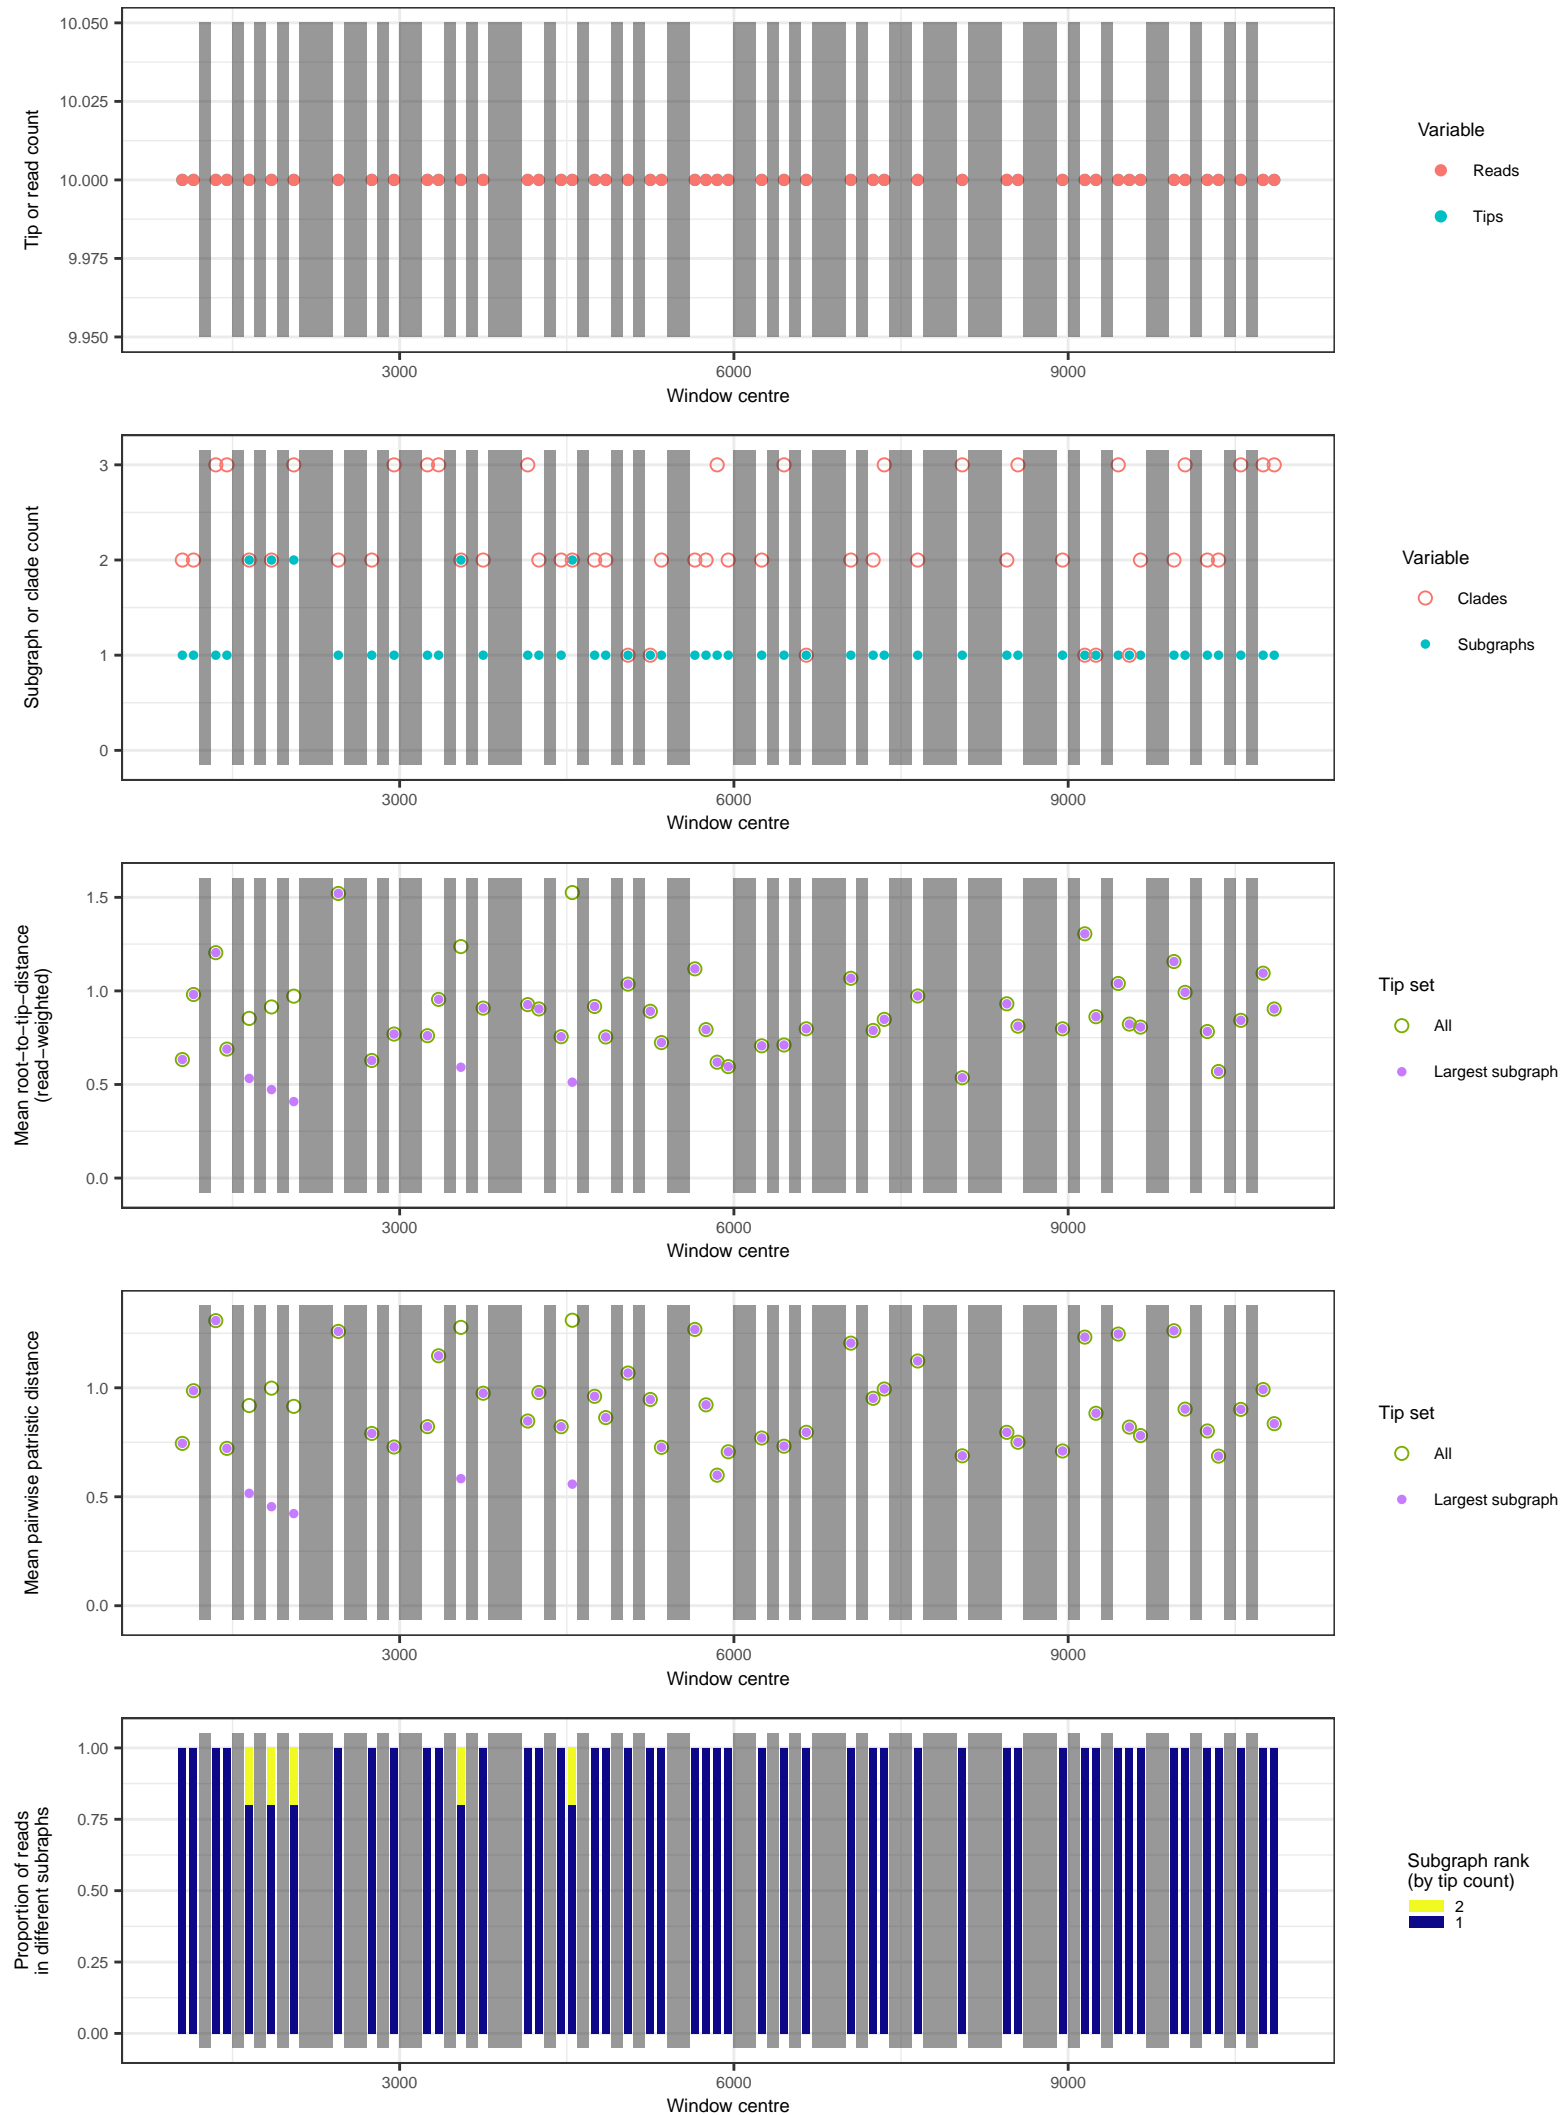 10.050
10.025
10.000
9.975
9.950
Tip or read count
3000
6000
9000
Window centre
Variable
Reads
Tips
3
2
1
0
Subgraph or clade count
3000
6000
9000
Window centre
Variable
Clades
Subgraphs
1.5
1.0
0.5
0.0
Mean root−to−tip−distance
(read−weighted)
3000
6000
9000
Window centre
Tip set
All
Largest subgraph
1.0
0.5
0.0
Mean pairwise patristic distance
3000
6000
9000
Window centre
Tip set
All
Largest subgraph
1.00
0.75
0.50
0.25
0.00
Proportion of reads
in different subraphs
3000
6000
9000
Window centre
Subgraph rank
(by tip count)
2
1